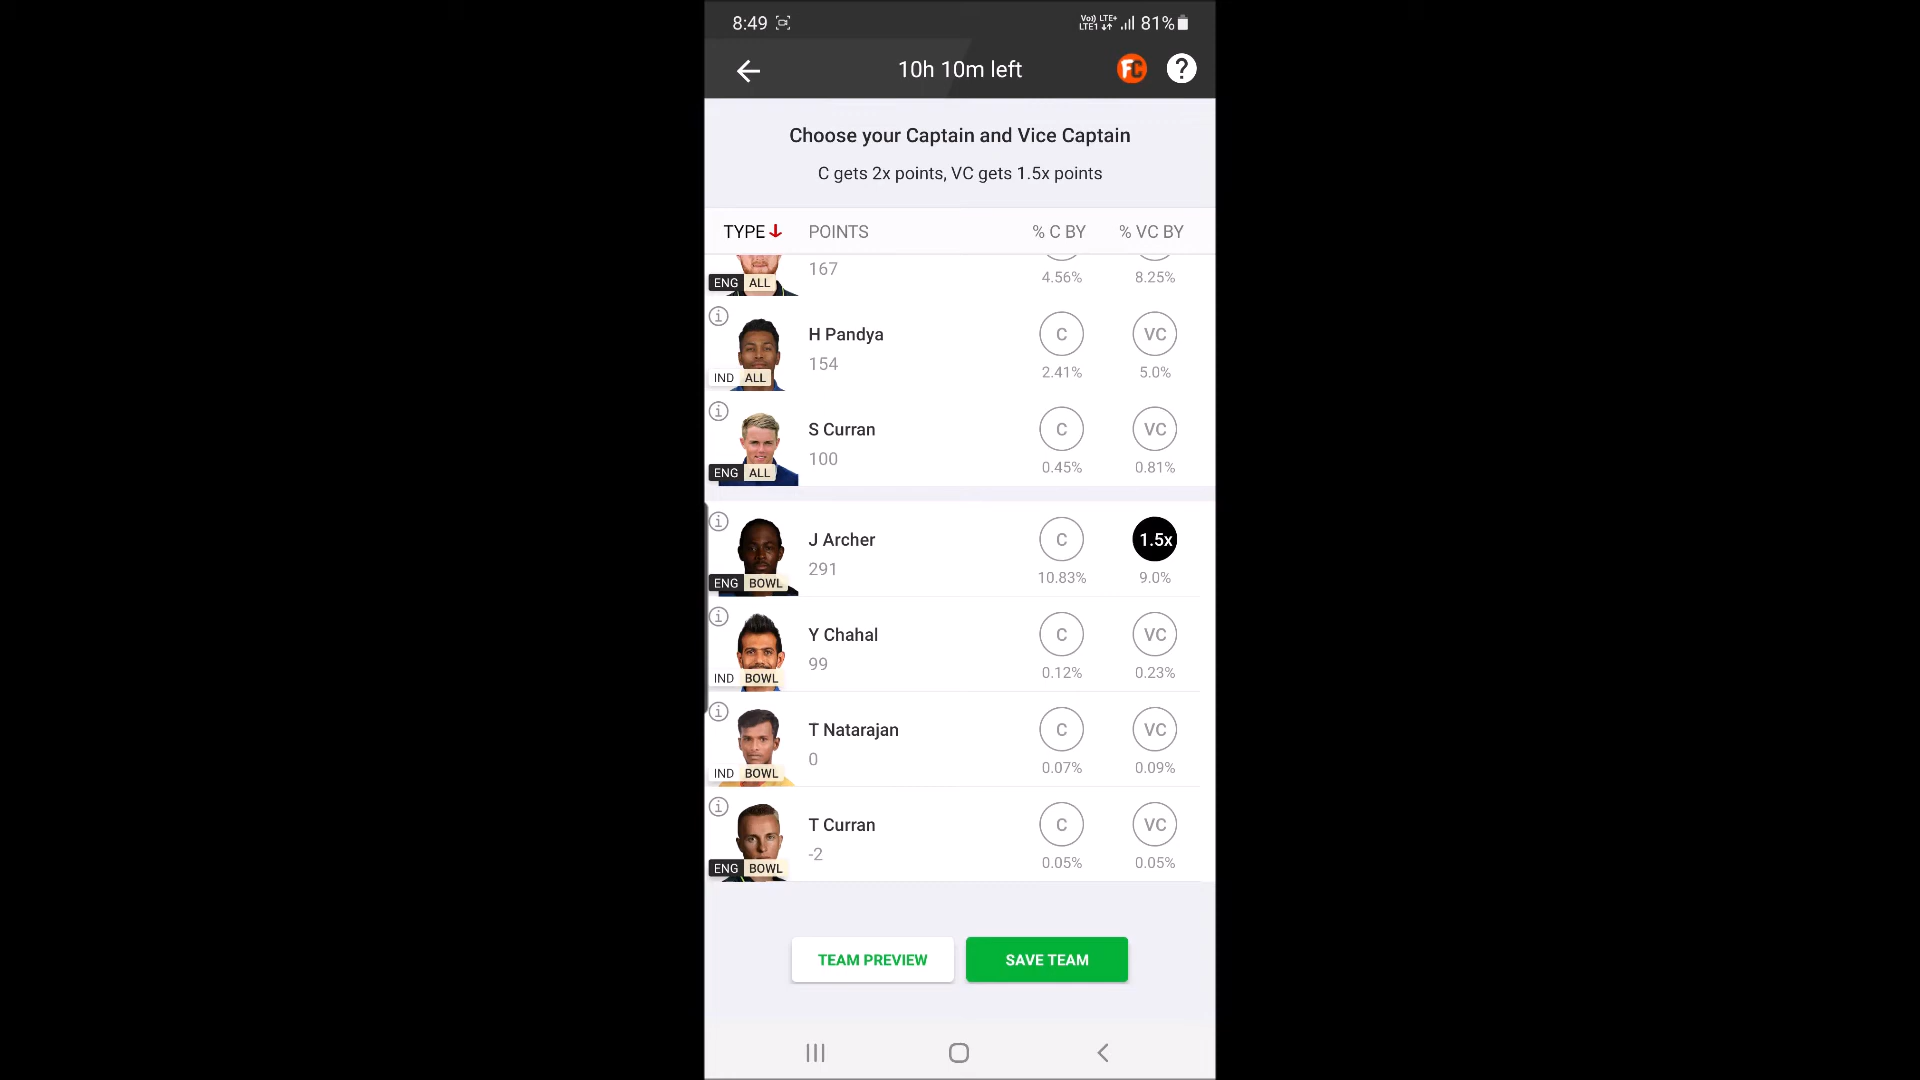 8:49
Vo)) LTE+
LTE1 81%
10h 10m left
FC ?
Choose your Captain and Vice Captain
C gets 2x points, VC gets 1.5x points
TYPE POINTS % C BY % VC BY
167 4.56% 8.25%
ENG ALL
H Pandya C VC
154 2.41% 5.0%
IND ALL
S Curran C VC
100 0.45% 0.81%
ENG ALL
J Archer C 1.5x
291 10.83% 9.0%
ENG BOWL
Y Chahal C VC
99 0.12% 0.23%
IND BOWL
T Natarajan C VC
0 0.07% 0.09%
IND BOWL
T Curran C VC
-2 0.05% 0.05%
ENG BOWL
TEAM PREVIEW SAVE TEAM